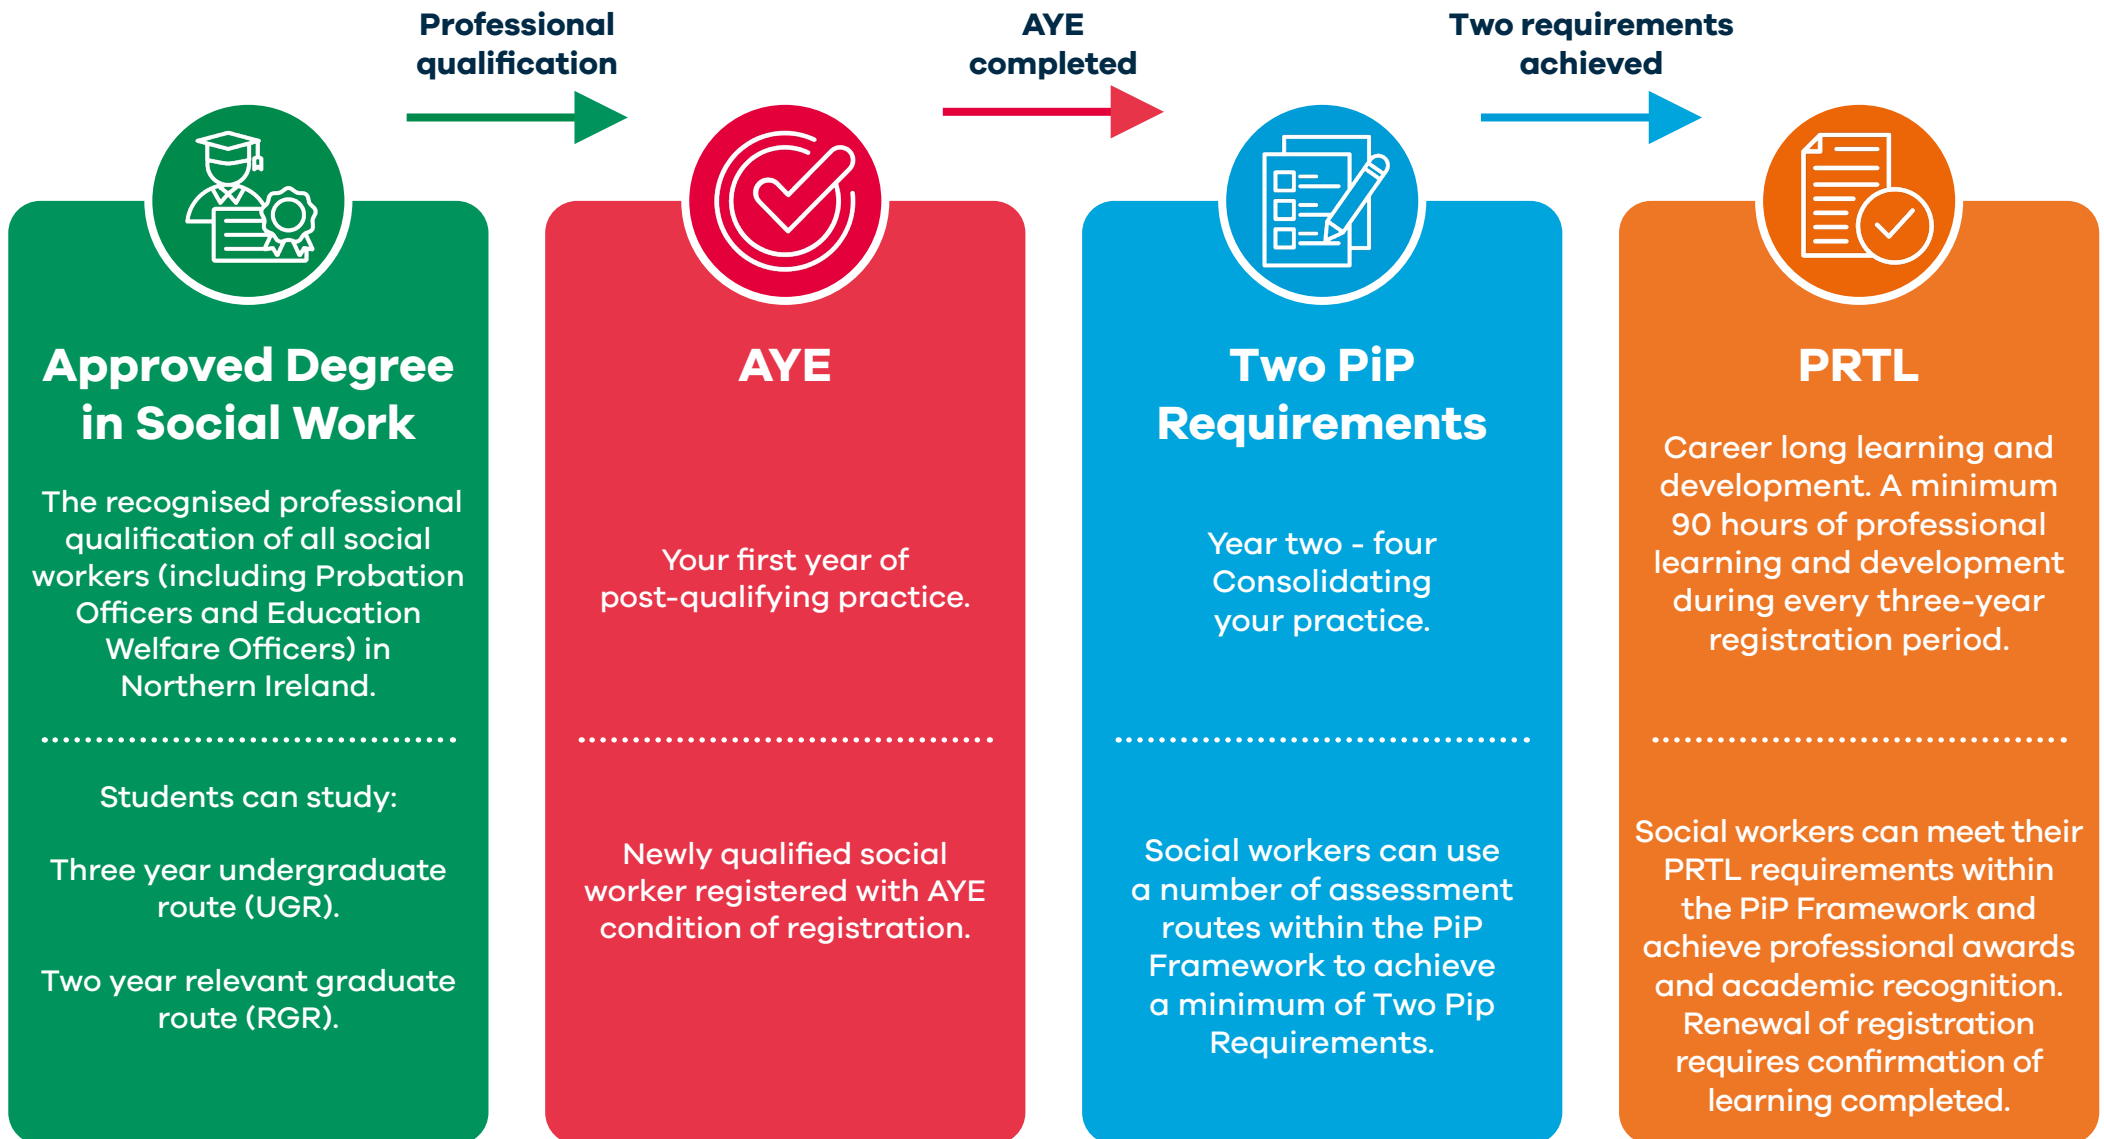 Professional
qualification
AYE
completed
Two requirements
achieved
Approved Degree
in Social Work
The recognised professional
qualification of all social
workers (including Probation
Officers and Education
Welfare Officers) in
Northern Ireland.
Students can study:
Three year undergraduate
route (UGR).
Two year relevant graduate
route (RGR).
AYE
Your first year of
post-qualifying practice.
Newly qualified social
worker registered with AYE
condition of registration.
Two PiP
Requirements
Year two - four
Consolidating
your practice.
Social workers can use
a number of assessment
routes within the PiP
Framework to achieve
a minimum of Two Pip
Requirements.
PRTL
Career long learning and
development. A minimum
90 hours of professional
learning and development
during every three-year
registration period.
Social workers can meet their
PRTL requirements within
the PiP Framework and
achieve professional awards
and academic recognition.
Renewal of registration
requires confirmation of
learning completed.